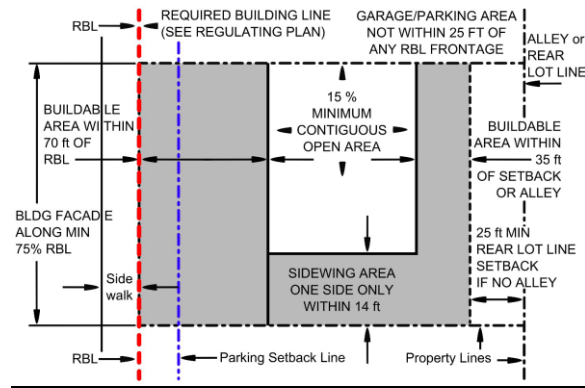 RBL
REQUIRED BUILDING LINE
(SEE REGULATING PLAN)
GARAGE/PARKING AREA
NOT WITHIN 25 FT OF
ANY RBL FRONTAGE
ALLEY or
REAR
LOT LINE
BUILDABLE
AREA WITHIN
70 ft OF
RBL
15 %
MINIMUM
CONTIGUOUS
OPEN AREA
BUILDABLE
AREA WITHIN
35 ft
OF SETBACK
OR ALLEY
BLDG FACADE
ALONG MIN
75% RBL
25 ft MIN
REAR LOT LINE
SETBACK
IF NO ALLEY
Side
walk
SIDEWING AREA
ONE SIDE ONLY
WITHIN 14 ft
RBL
Parking Setback Line
Property Lines